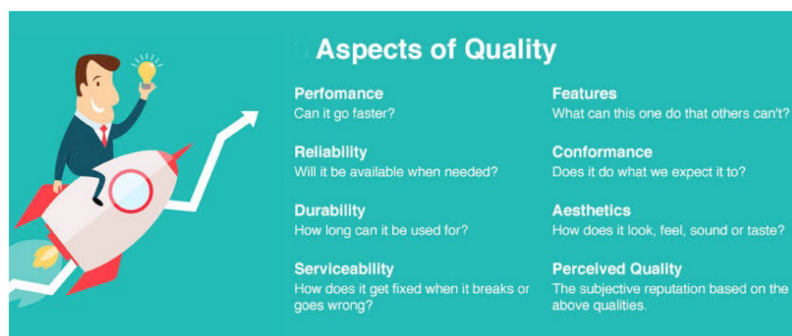 Aspects of Quality
Perfomance
Can it go faster?
Reliability
Will it be available when needed?
Durability
How long can it be used for?
Serviceability
How does it get fixed when it breaks or
goes wrong?
Features
What can this one do that others can't?
Conformance
Does it do what we expect it to?
Aesthetics
How does it look, feel, sound or taste?
Perceived Quality
The subjective reputation based on the
above qualities.